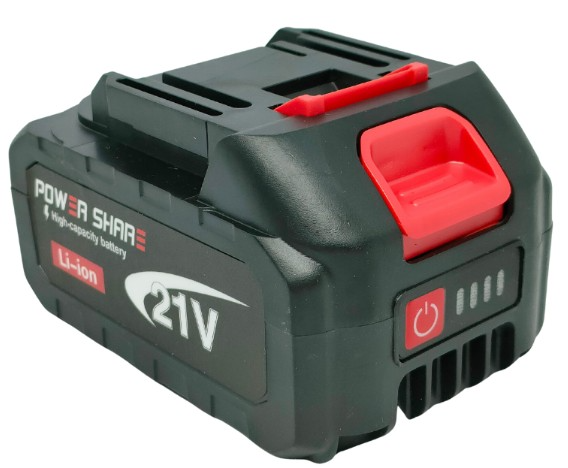 POWER SHARE
High-capacity battery
Li-ion
21V